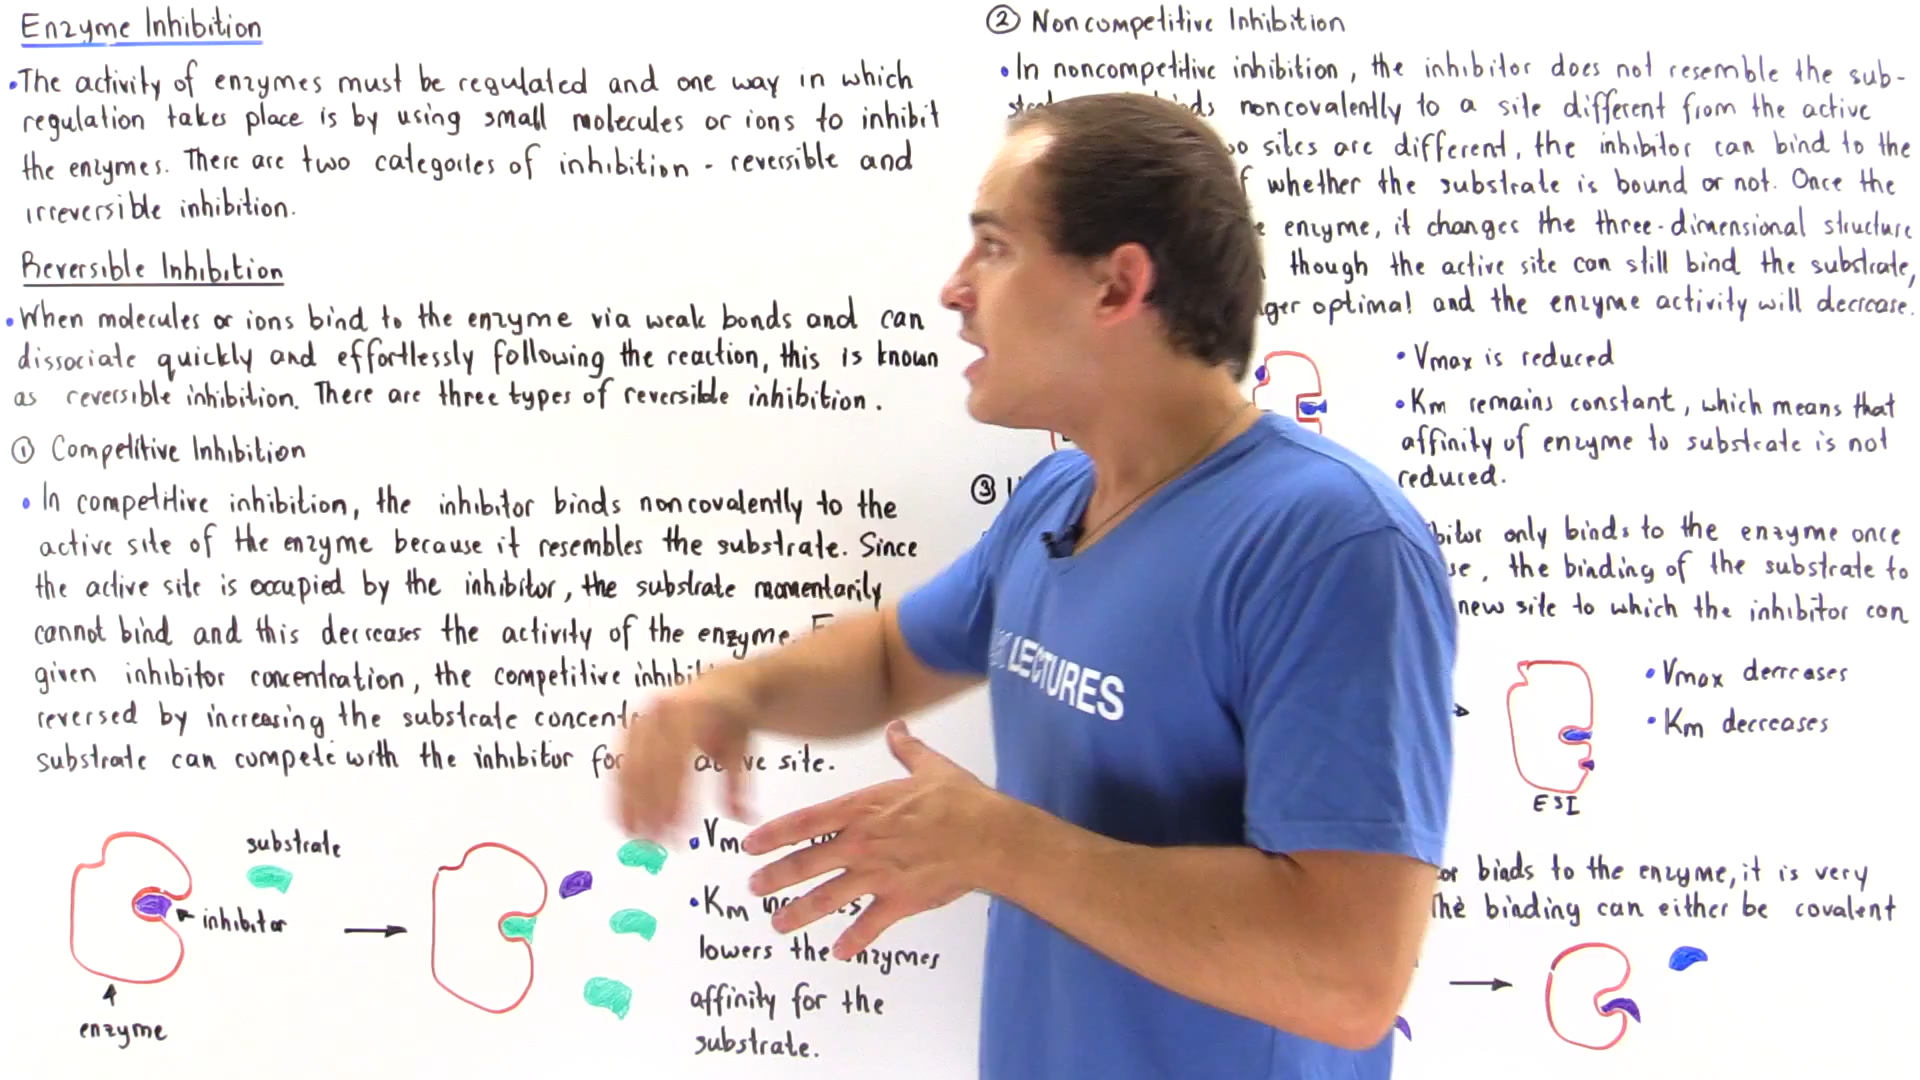 Enzyme Inhibition
•The activity of enzymes must be regulated and one way in which
regulation takes place is by using small molecules or ions to inhibit
the enzymes. There are two categories of inhibition - reversible and
irreversible inhibition.
Reversible Inhibition
•When molecules or ions bind to the enzyme via weak bonds and can
dissociate quickly and effortlessly following the reaction, this is known
as reversible inhibition. There are three types of reversible inhibition.
① Competitive Inhibition
• In competitive inhibition, the inhibitor binds noncovalently to the
active site of the enzyme because it resembles the substrate. Since
the active site is occupied by the inhibitor, the substrate momentarily
cannot bind and this decreases the activity of the enzyme.
given inhibitor concentration, the competitive
reversed by increasing the substrate
substrate can compete with the inhibitor site.
substrate
inhibitor
enzyme
• Km
lowers the enzymes
affinity for the
substrate.
② Noncompetitive Inhibition
•In noncompetitive inhibition, the inhibitor does not resemble the sub-
noncovalently to a site different from the active
sites are different, the inhibitor can bind to the
whether the substrate is bound or not. Once the
enzyme, it changes the three-dimensional structure
though the active site can still bind the substrate,
optimal and the enzyme activity will decrease.
• Vmax is reduced
•Km remains constant, which means that
affinity of enzyme to substrate is not
reduced.
③
only binds to the enzyme once
, the binding of the substrate to
new site to which the inhibitor can
ESI
•Vmax decreases
•Km decreases
binds to the enzyme, it is very
The binding can either be covalent
LECTURES